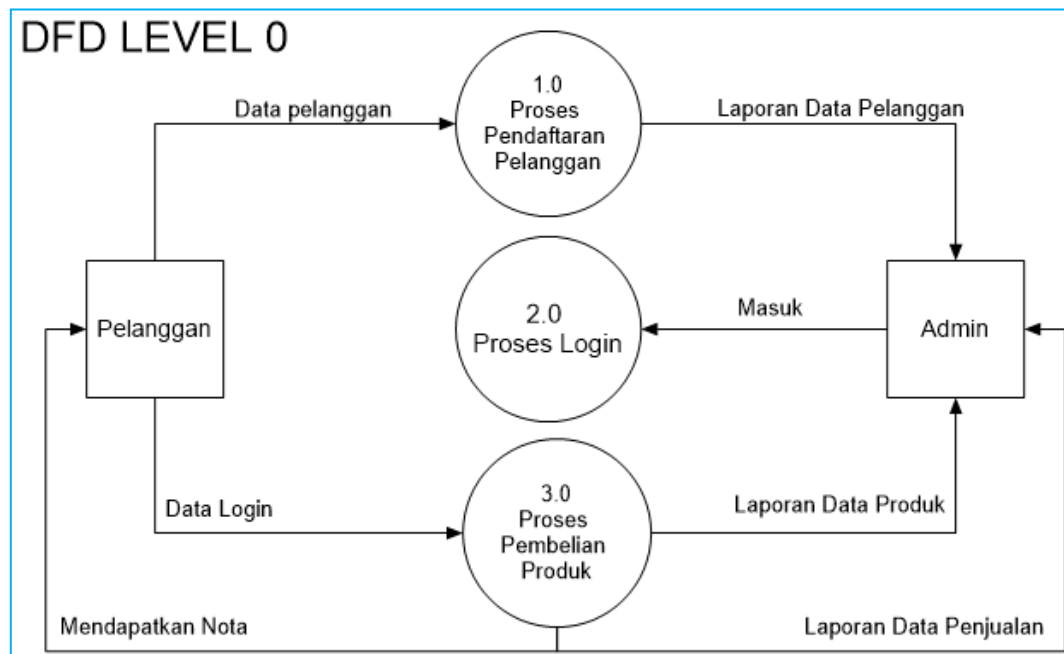 DFD LEVEL 0
Data pelanggan
1.0
Proses
Pendaftaran
Pelanggan
Laporan Data Pelanggan
Pelanggan
2.0
Proses Login
Masuk
Admin
Data Login
3.0
Proses
Pembelian
Produk
Laporan Data Produk
Mendapatkan Nota
Laporan Data Penjualan